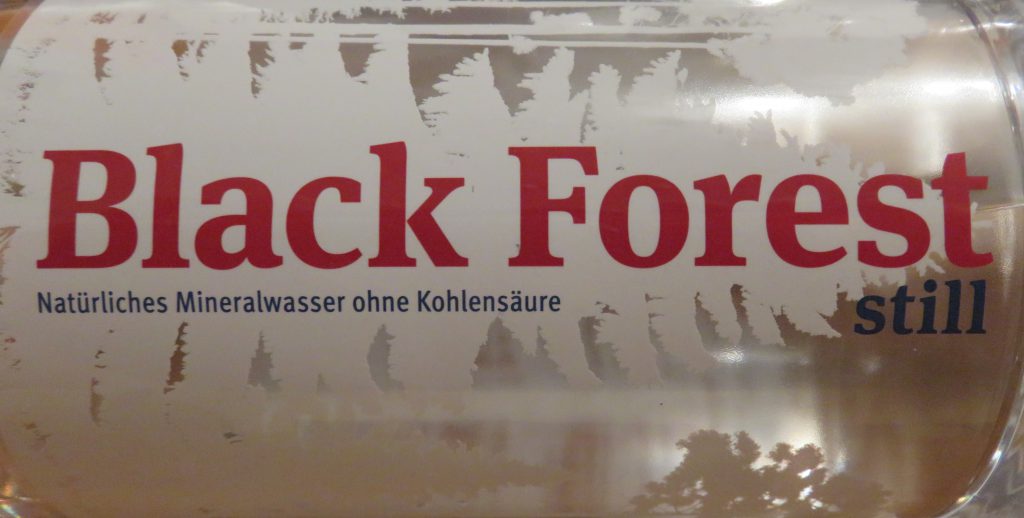 Black Forest
Natürliches Mineralwasser ohne Kohlensäure
still